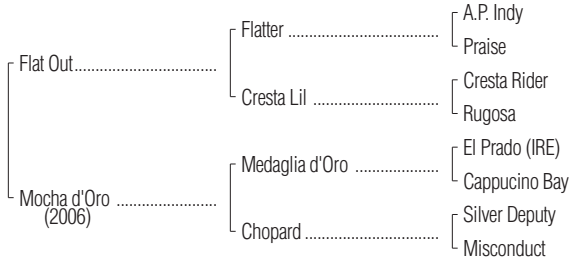 A.P. Indy
Flatter
Praise
Flat Out
Cresta Rider
Cresta Lil
Rugosa
El Prado (IRE)
Medaglia d'Oro
Cappucino Bay
Mocha d'Oro
(2006)
Silver Deputy
Chopard
Misconduct